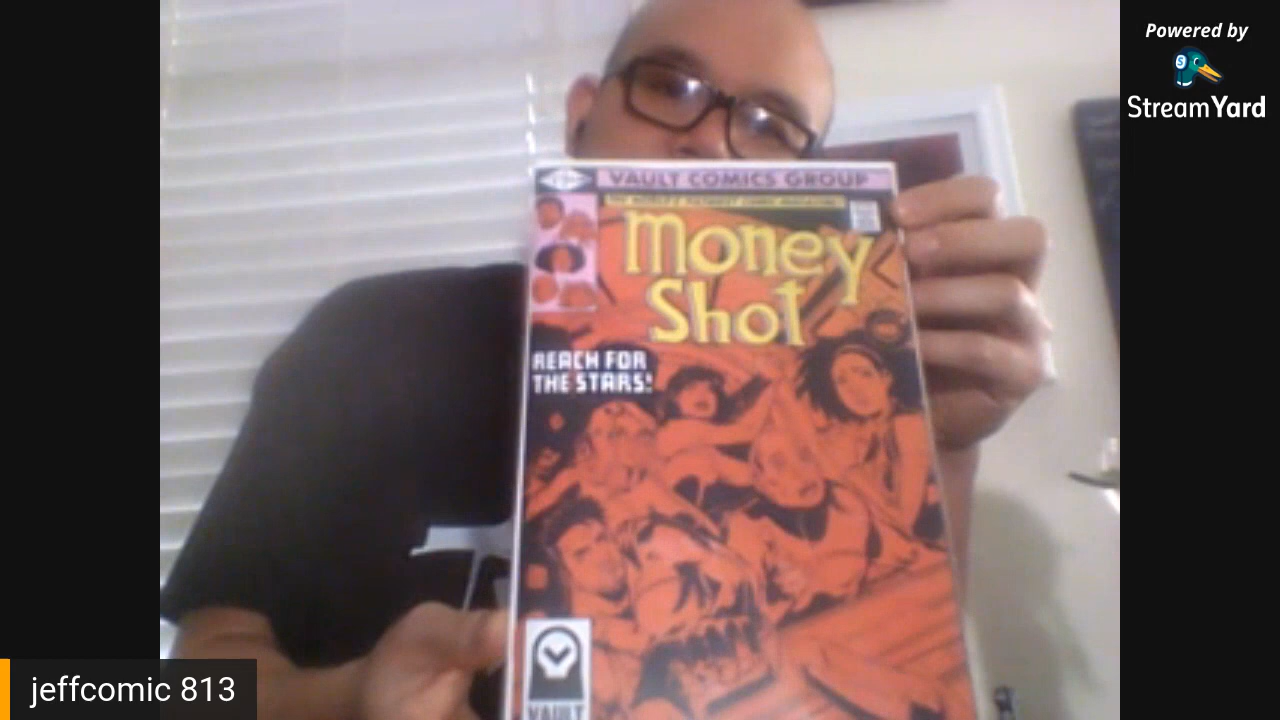 Powered by
StreamYard
VAULT COMICS GROUP
Money
Shot
REACH FOR
THE STARS!
VAULT
jeffcomic 813